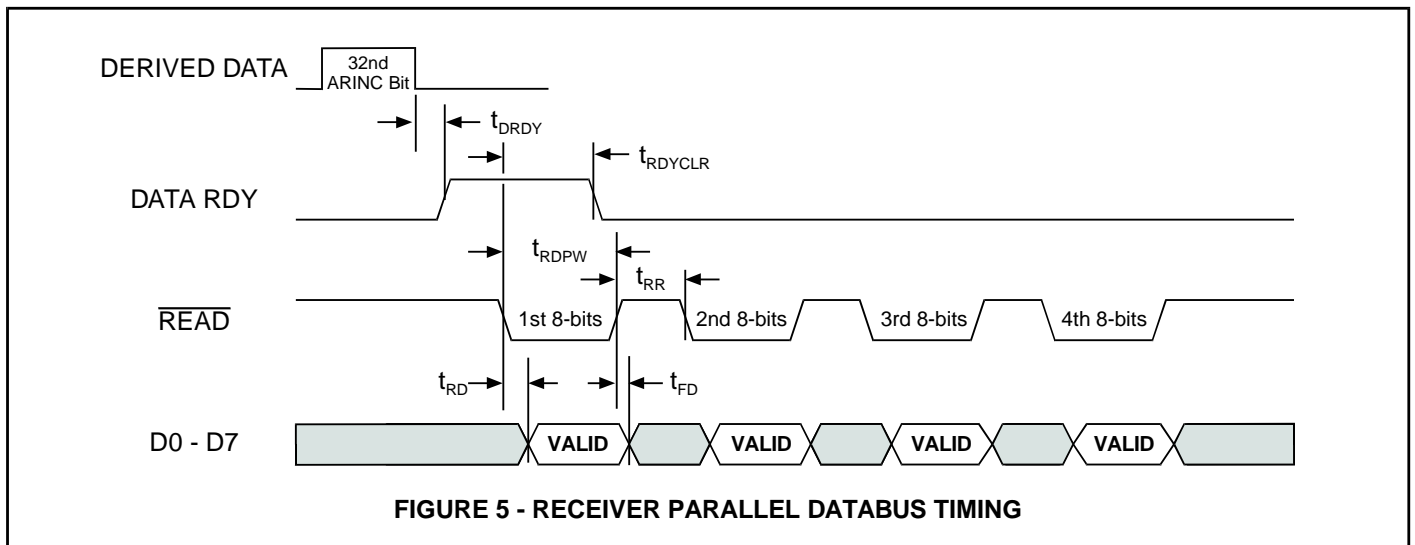 DERIVED DATA
32nd
ARINC Bit
tDRDY
tRDYCLR
DATA RDY
tRDPW
tRR
READ
1st 8-bits
2nd 8-bits
3rd 8-bits
4th 8-bits
tRD
tFD
D0 - D7
VALID
VALID
VALID
VALID
FIGURE 5 - RECEIVER PARALLEL DATABUS TIMING